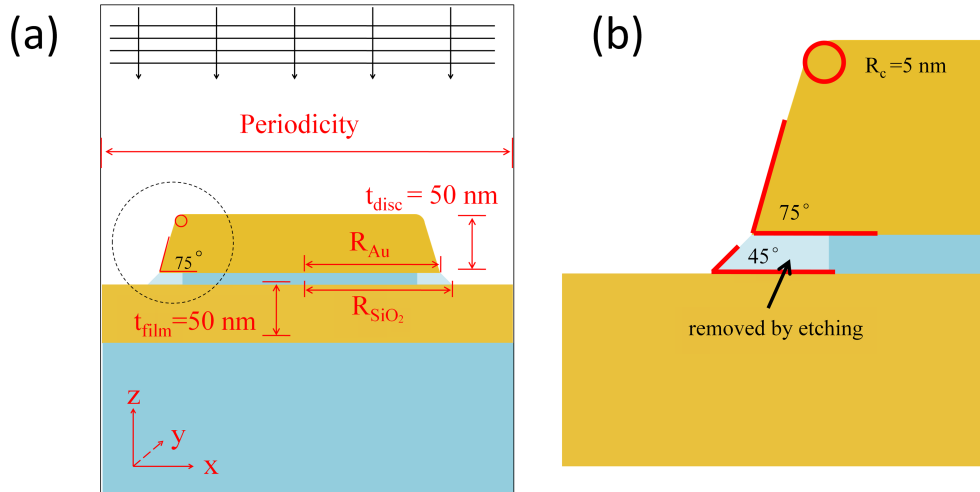 (a)
Periodicity
t_disc = 50 nm
R_Au
75°
R_SiO₂
t_film=50 nm
z
y
x
(b)
R_c =5 nm
75°
45°
removed by etching